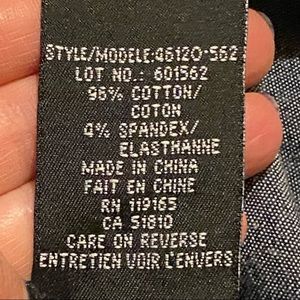 STYLE/MODELE:46120-562
LOT NO.: 601562
96% COTTON/
COTON
4% SPANDEX/
ELASTHANNE
MADE IN CHINA
FAIT EN CHINE
RN 119165
CA 51810
CARE ON REVERSE
ENTRETIEN VOIR L'ENVERS